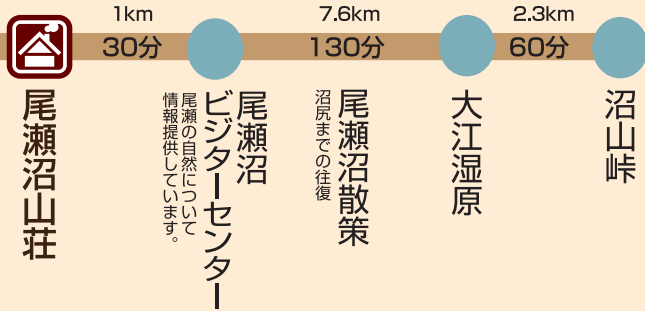 1km
7.6km
2.3km
30分
130分
60分
尾瀬沼山荘
尾瀬沼
ビジターセンター
尾瀬の自然について
情報提供しています。
尾瀬沼散策
沼尻までの往復
大江湿原
沼山峠